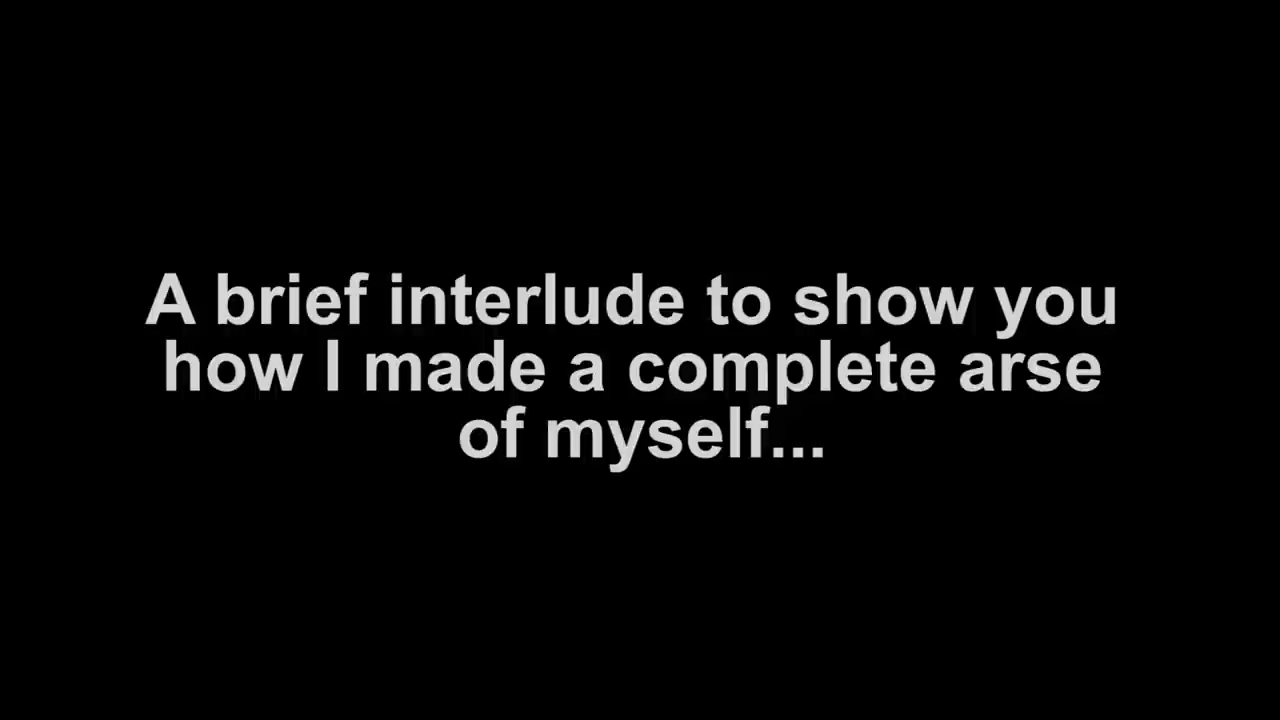 A brief interlude to show you
how I made a complete arse
of myself...